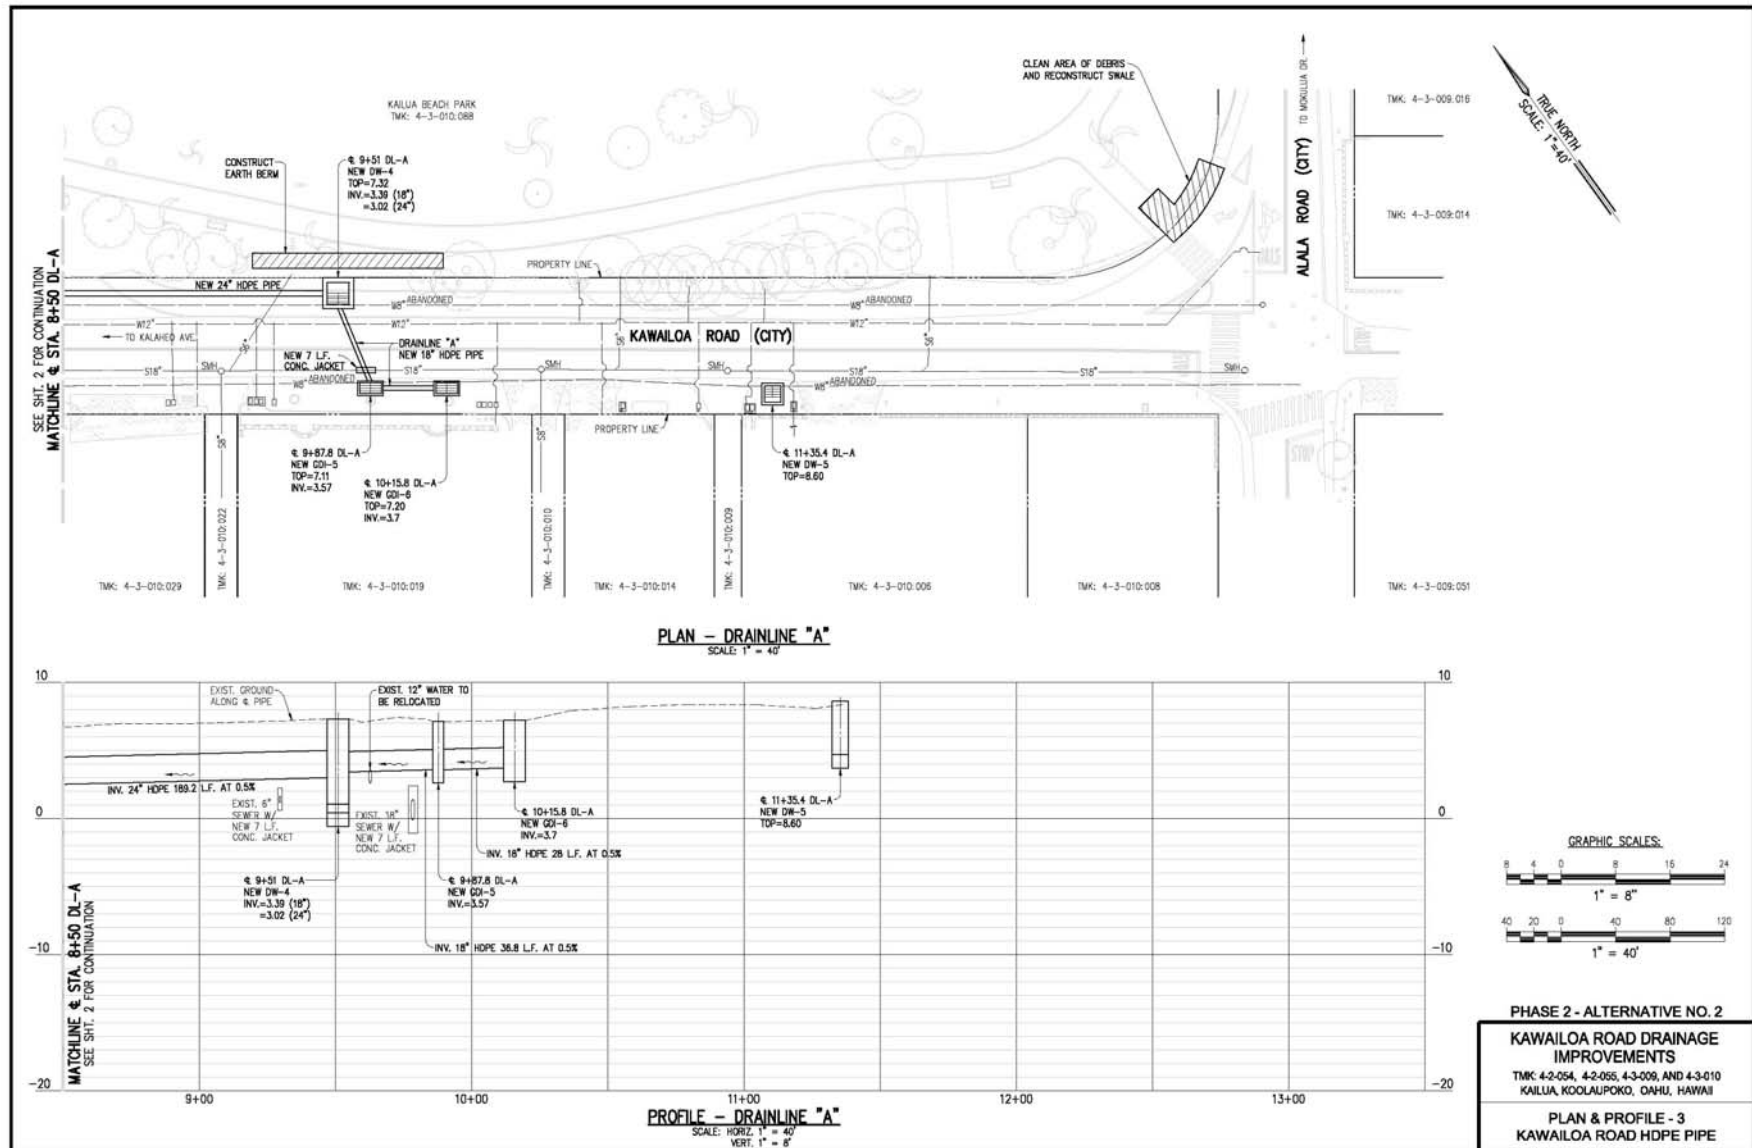 CLEAN AREA OF DEBRIS
AND RECONSTRUCT SWALE
ALALA ROAD (CITY)
TO MOKULUA DR.
TMK: 4-3-009:016
TMK: 4-3-009:014
TRUE NORTH
SCALE: 1"=40'
KAILUA BEACH PARK
TMK: 4-3-010:088
CONSTRUCT
EARTH BERM
℄ 9+51 DL-A
NEW DW-4
TOP=7.32
INV.=3.39 (18")
=3.02 (24")
SEE SHT. 2 FOR CONTINUATION
MATCHLINE ℄ STA. 8+50 DL-A
NEW 24" HDPE PIPE
PROPERTY LINE
W8" ABANDONED
W8" ABANDONED
W12"
W12"
W12"
TO KALAHEO AVE.
S6"
DRAINLINE "A"
NEW 18" HDPE PIPE
KAWAILOA ROAD (CITY)
S6"
S6"
NEW 7 L.F.
CONC. JACKET
S18"
SMH
S18"
SMH
SMH
S18"
S18"
SMH
W8" ABANDONED
W8" ABANDONED
STOP
PROPERTY LINE
S8"
S8"
℄ 9+87.8 DL-A
NEW GDI-5
TOP=7.11
INV.=3.57
℄ 10+15.8 DL-A
NEW GDI-6
TOP=7.20
INV.=3.7
℄ 11+35.4 DL-A
NEW DW-5
TOP=8.60
TMK: 4-3-010:029
TMK: 4-3-010:022
TMK: 4-3-010:019
TMK: 4-3-010:010
TMK: 4-3-010:014
TMK: 4-3-010:009
TMK: 4-3-010:006
TMK: 4-3-010:008
TMK: 4-3-009:051
PLAN - DRAINLINE "A"
SCALE: 1" = 40'
10
10
EXIST. GROUND
ALONG ℄ PIPE
EXIST. 12" WATER TO
BE RELOCATED
INV. 24" HDPE 189.2 L.F. AT 0.5%
EXIST. 6"
SEWER W/
NEW 7 L.F.
CONC. JACKET
EXIST. 18"
SEWER W/
NEW 7 L.F.
CONC. JACKET
℄ 10+15.8 DL-A
NEW GDI-6
INV.=3.7
℄ 11+35.4 DL-A
NEW DW-5
TOP=8.60
0
0
INV. 18" HDPE 28 L.F. AT 0.5%
℄ 9+51 DL-A
NEW DW-4
INV.=3.39 (18")
=3.02 (24")
℄ 9+87.8 DL-A
NEW GDI-5
INV.=3.57
INV. 18" HDPE 36.8 L.F. AT 0.5%
MATCHLINE ℄ STA. 8+50 DL-A
SEE SHT. 2 FOR CONTINUATION
-10
-10
-20
-20
9+00
10+00
11+00
12+00
13+00
PROFILE - DRAINLINE "A"
SCALE: HORIZ. 1" = 40'
VERT. 1" = 8'
GRAPHIC SCALES:
8 4 0 8 16 24
1" = 8"
40 20 0 40 80 120
1" = 40'
PHASE 2 - ALTERNATIVE NO. 2
KAWAILOA ROAD DRAINAGE
IMPROVEMENTS
TMK: 4-2-054, 4-2-055, 4-3-009, AND 4-3-010
KAILUA, KOOLAUPOKO, OAHU, HAWAII
PLAN & PROFILE - 3
KAWAILOA ROAD HDPE PIPE